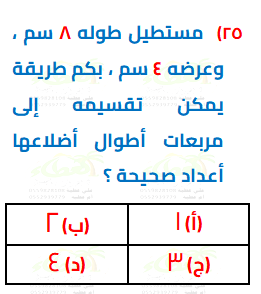 ٢٥) مستطيل طوله ٨ سم ،
وعرضه ٤ سم ، بكم طريقة
يمكن تقسيمه إلى
مربعات أطوال أضلاعها
أعداد صحيحة ؟
(أ) ١ (ب) ٢
(ج) ٣ (د) ٤